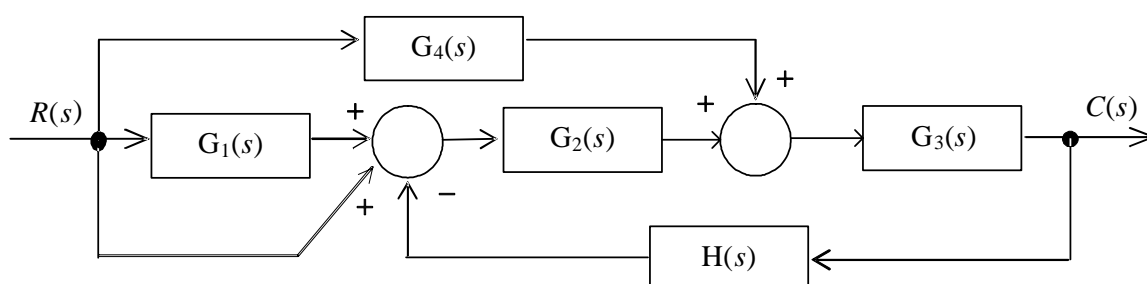 G₄(s)
+
R(s)
+
+
C(s)
G₁(s)
G₂(s)
G₃(s)
+
−
H(s)